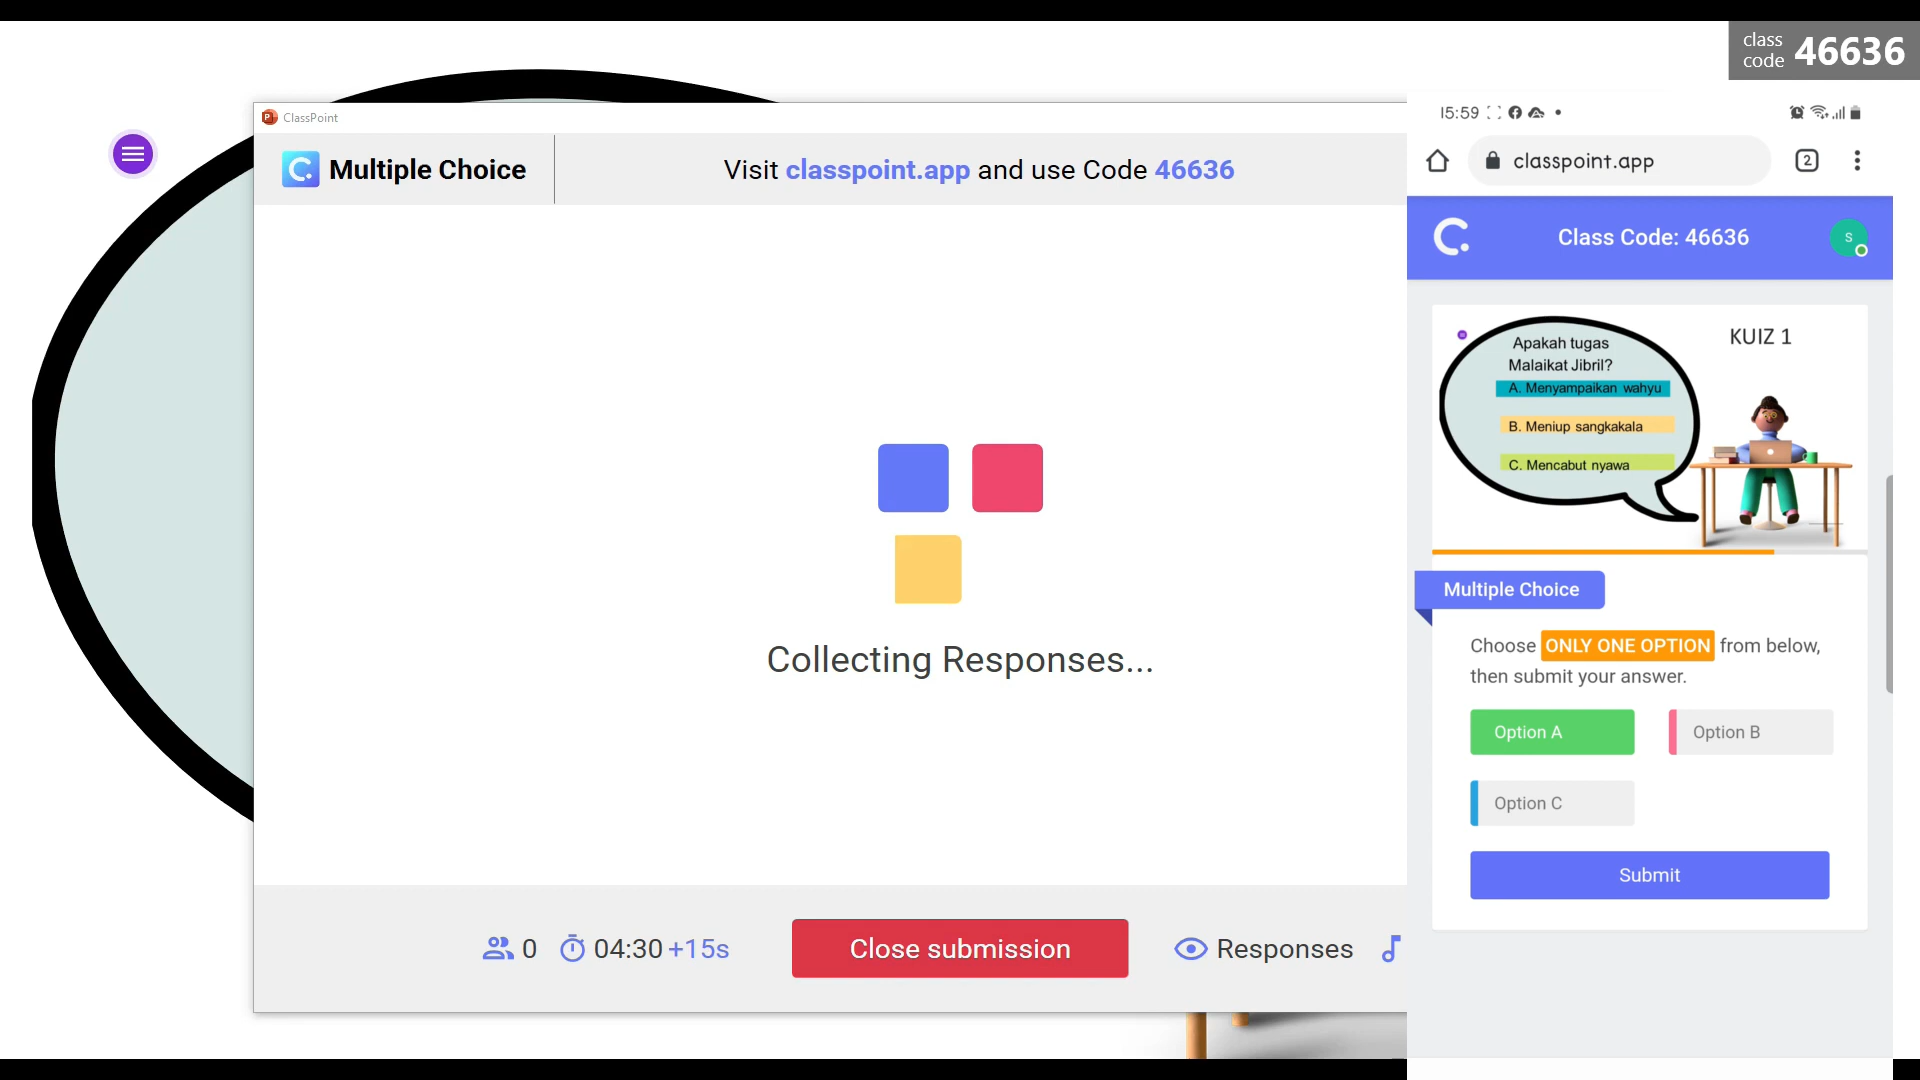 class
code 46636
ClassPoint
Multiple Choice
Visit classpoint.app and use Code 46636
Collecting Responses...
0 04:30 +15s
Close submission
Responses
15:59
classpoint.app
2
Class Code: 46636
S
KUIZ 1
Apakah tugas
Malaikat Jibril?
A. Menyampaikan wahyu
B. Meniup sangkakala
C. Mencabut nyawa
Multiple Choice
Choose ONLY ONE OPTION from below,
then submit your answer.
Option A
Option B
Option C
Submit